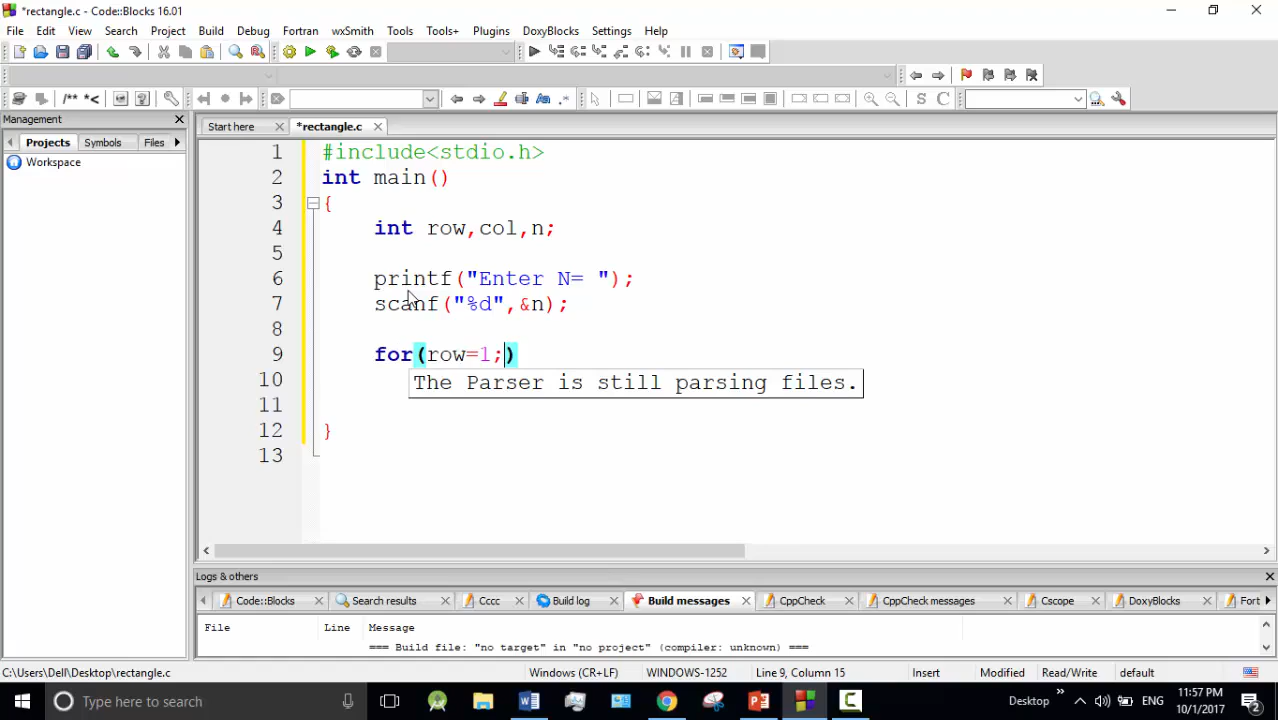 *rectangle.c - Code::Blocks 16.01
File Edit View Search Project Build Debug Fortran wxSmith Tools Tools+ Plugins DoxyBlocks Settings Help
/** *< S C
Management
Projects Symbols Files
Workspace
Start here *rectangle.c
1 #include<stdio.h>
2 int main()
3 {
4 int row,col,n;
5
6 printf("Enter N= ");
7 scanf("%d",&n);
8
9 for(row=1;)
The Parser is still parsing files.
10
11
12 }
13
Logs & others
Code::Blocks Search results Cccc Build log Build messages CppCheck CppCheck messages Cscope DoxyBlocks Fort
File Line Message
=== Build file: "no target" in "no project" (compiler: unknown) ===
C:\Users\Dell\Desktop\rectangle.c Windows (CR+LF) WINDOWS-1252 Line 9, Column 15 Insert Modified Read/Write default
Type here to search Desktop ENG 11:57 PM
10/1/2017 2